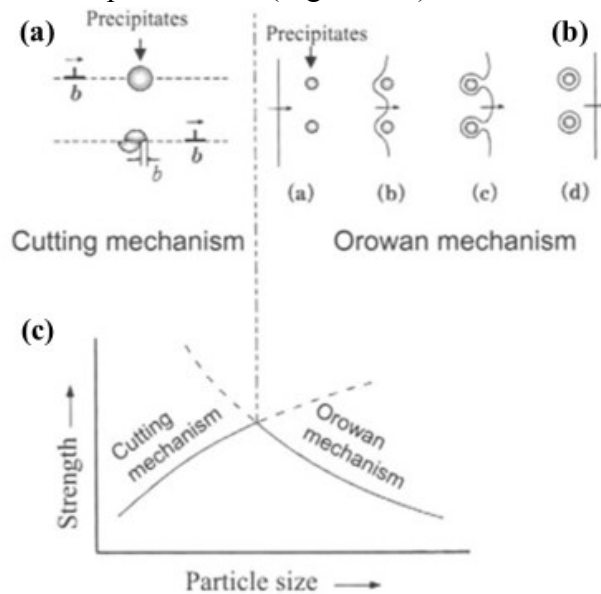 (a)
Precipitates
b
b
b
Cutting mechanism
Precipitates
(b)
(a) (b) (c) (d)
Orowan mechanism
(c)
Strength
Cutting
mechanism
Orowan
mechanism
Particle size